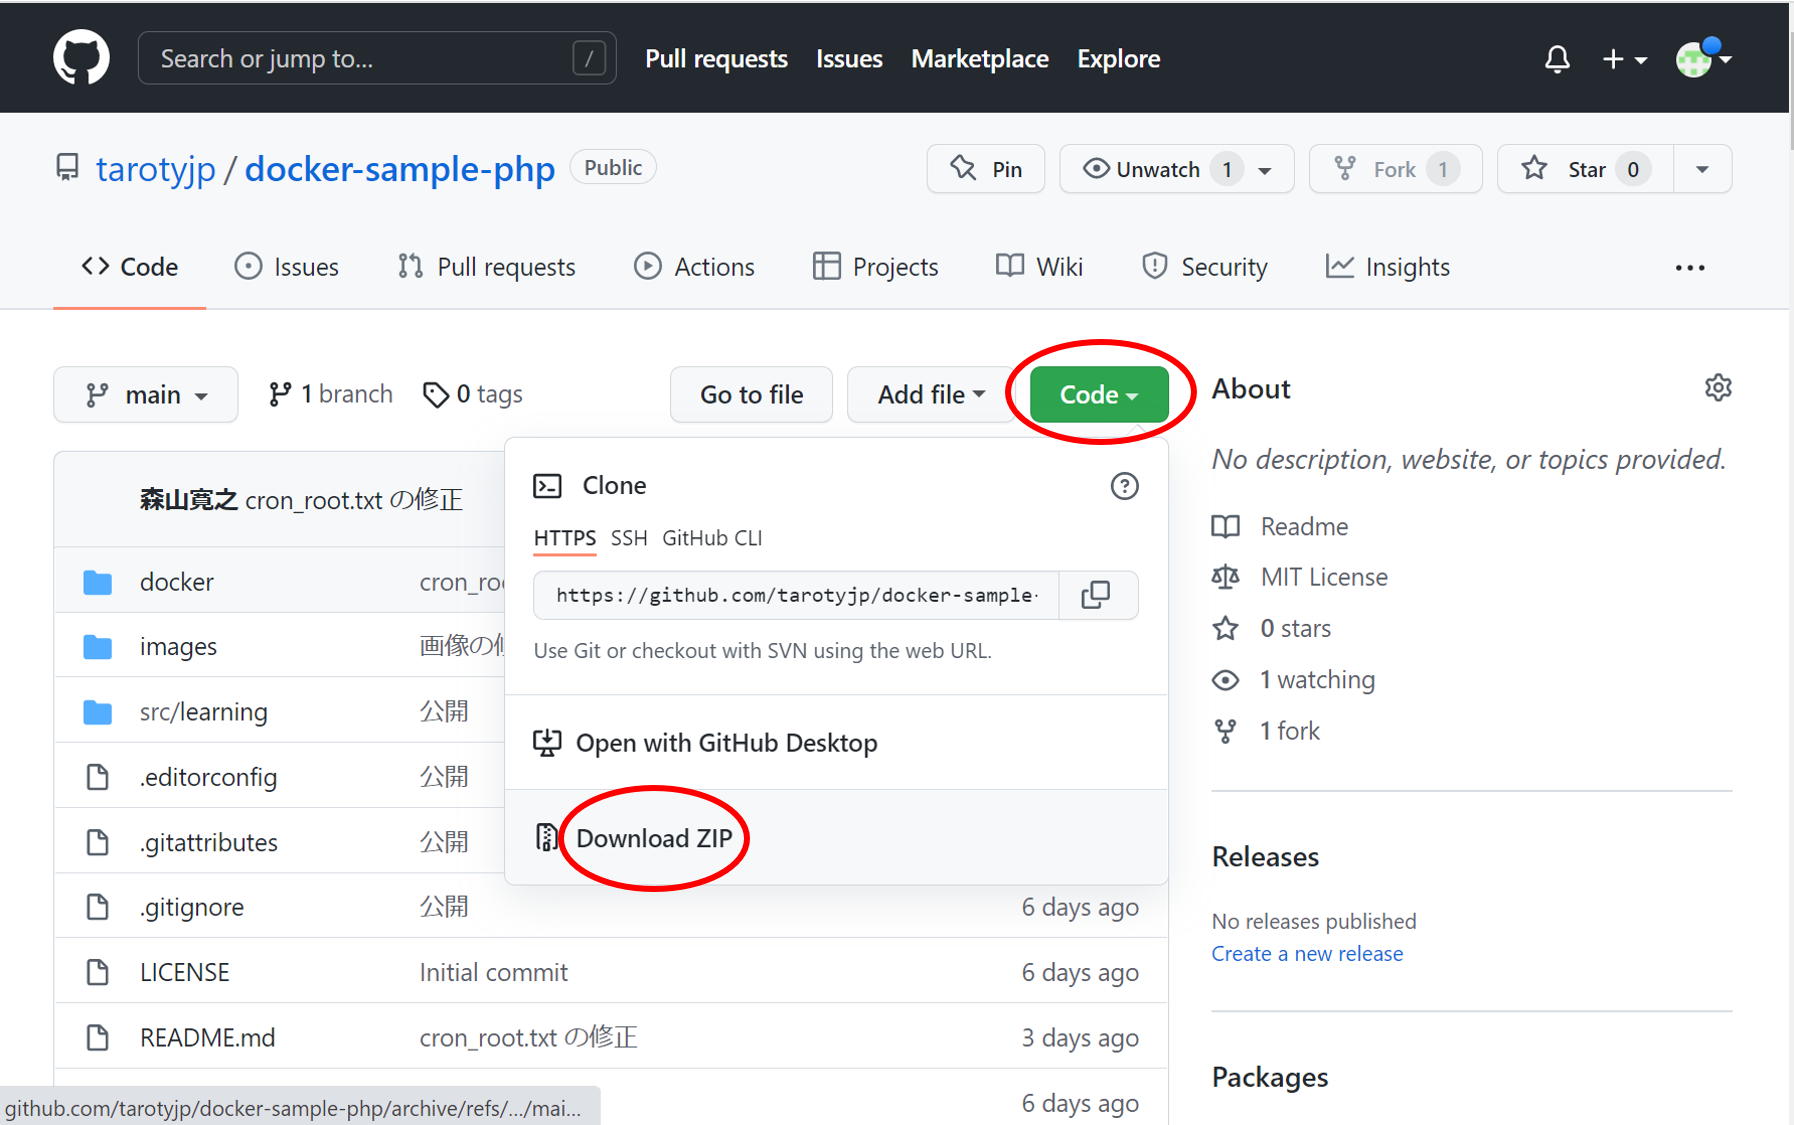 Search or jump to... /
Pull requests Issues Marketplace Explore
tarotyjp / docker-sample-php Public
Pin
Unwatch 1
Fork 1
Star 0
Code
Issues
Pull requests
Actions
Projects
Wiki
Security
Insights
main
1 branch
0 tags
Go to file
Add file
Code
森山寛之 cron_root.txt の修正
docker cron_ro
images 画像の修
src/learning 公開
.editorconfig 公開
.gitattributes 公開
.gitignore 公開 6 days ago
LICENSE Initial commit 6 days ago
README.md cron_root.txt の修正 3 days ago
6 days ago
Clone
HTTPS SSH GitHub CLI
https://github.com/tarotyjp/docker-sample-
Use Git or checkout with SVN using the web URL.
Open with GitHub Desktop
Download ZIP
About
No description, website, or topics provided.
Readme
MIT License
0 stars
1 watching
1 fork
Releases
No releases published
Create a new release
Packages
github.com/tarotyjp/docker-sample-php/archive/refs/.../mai...